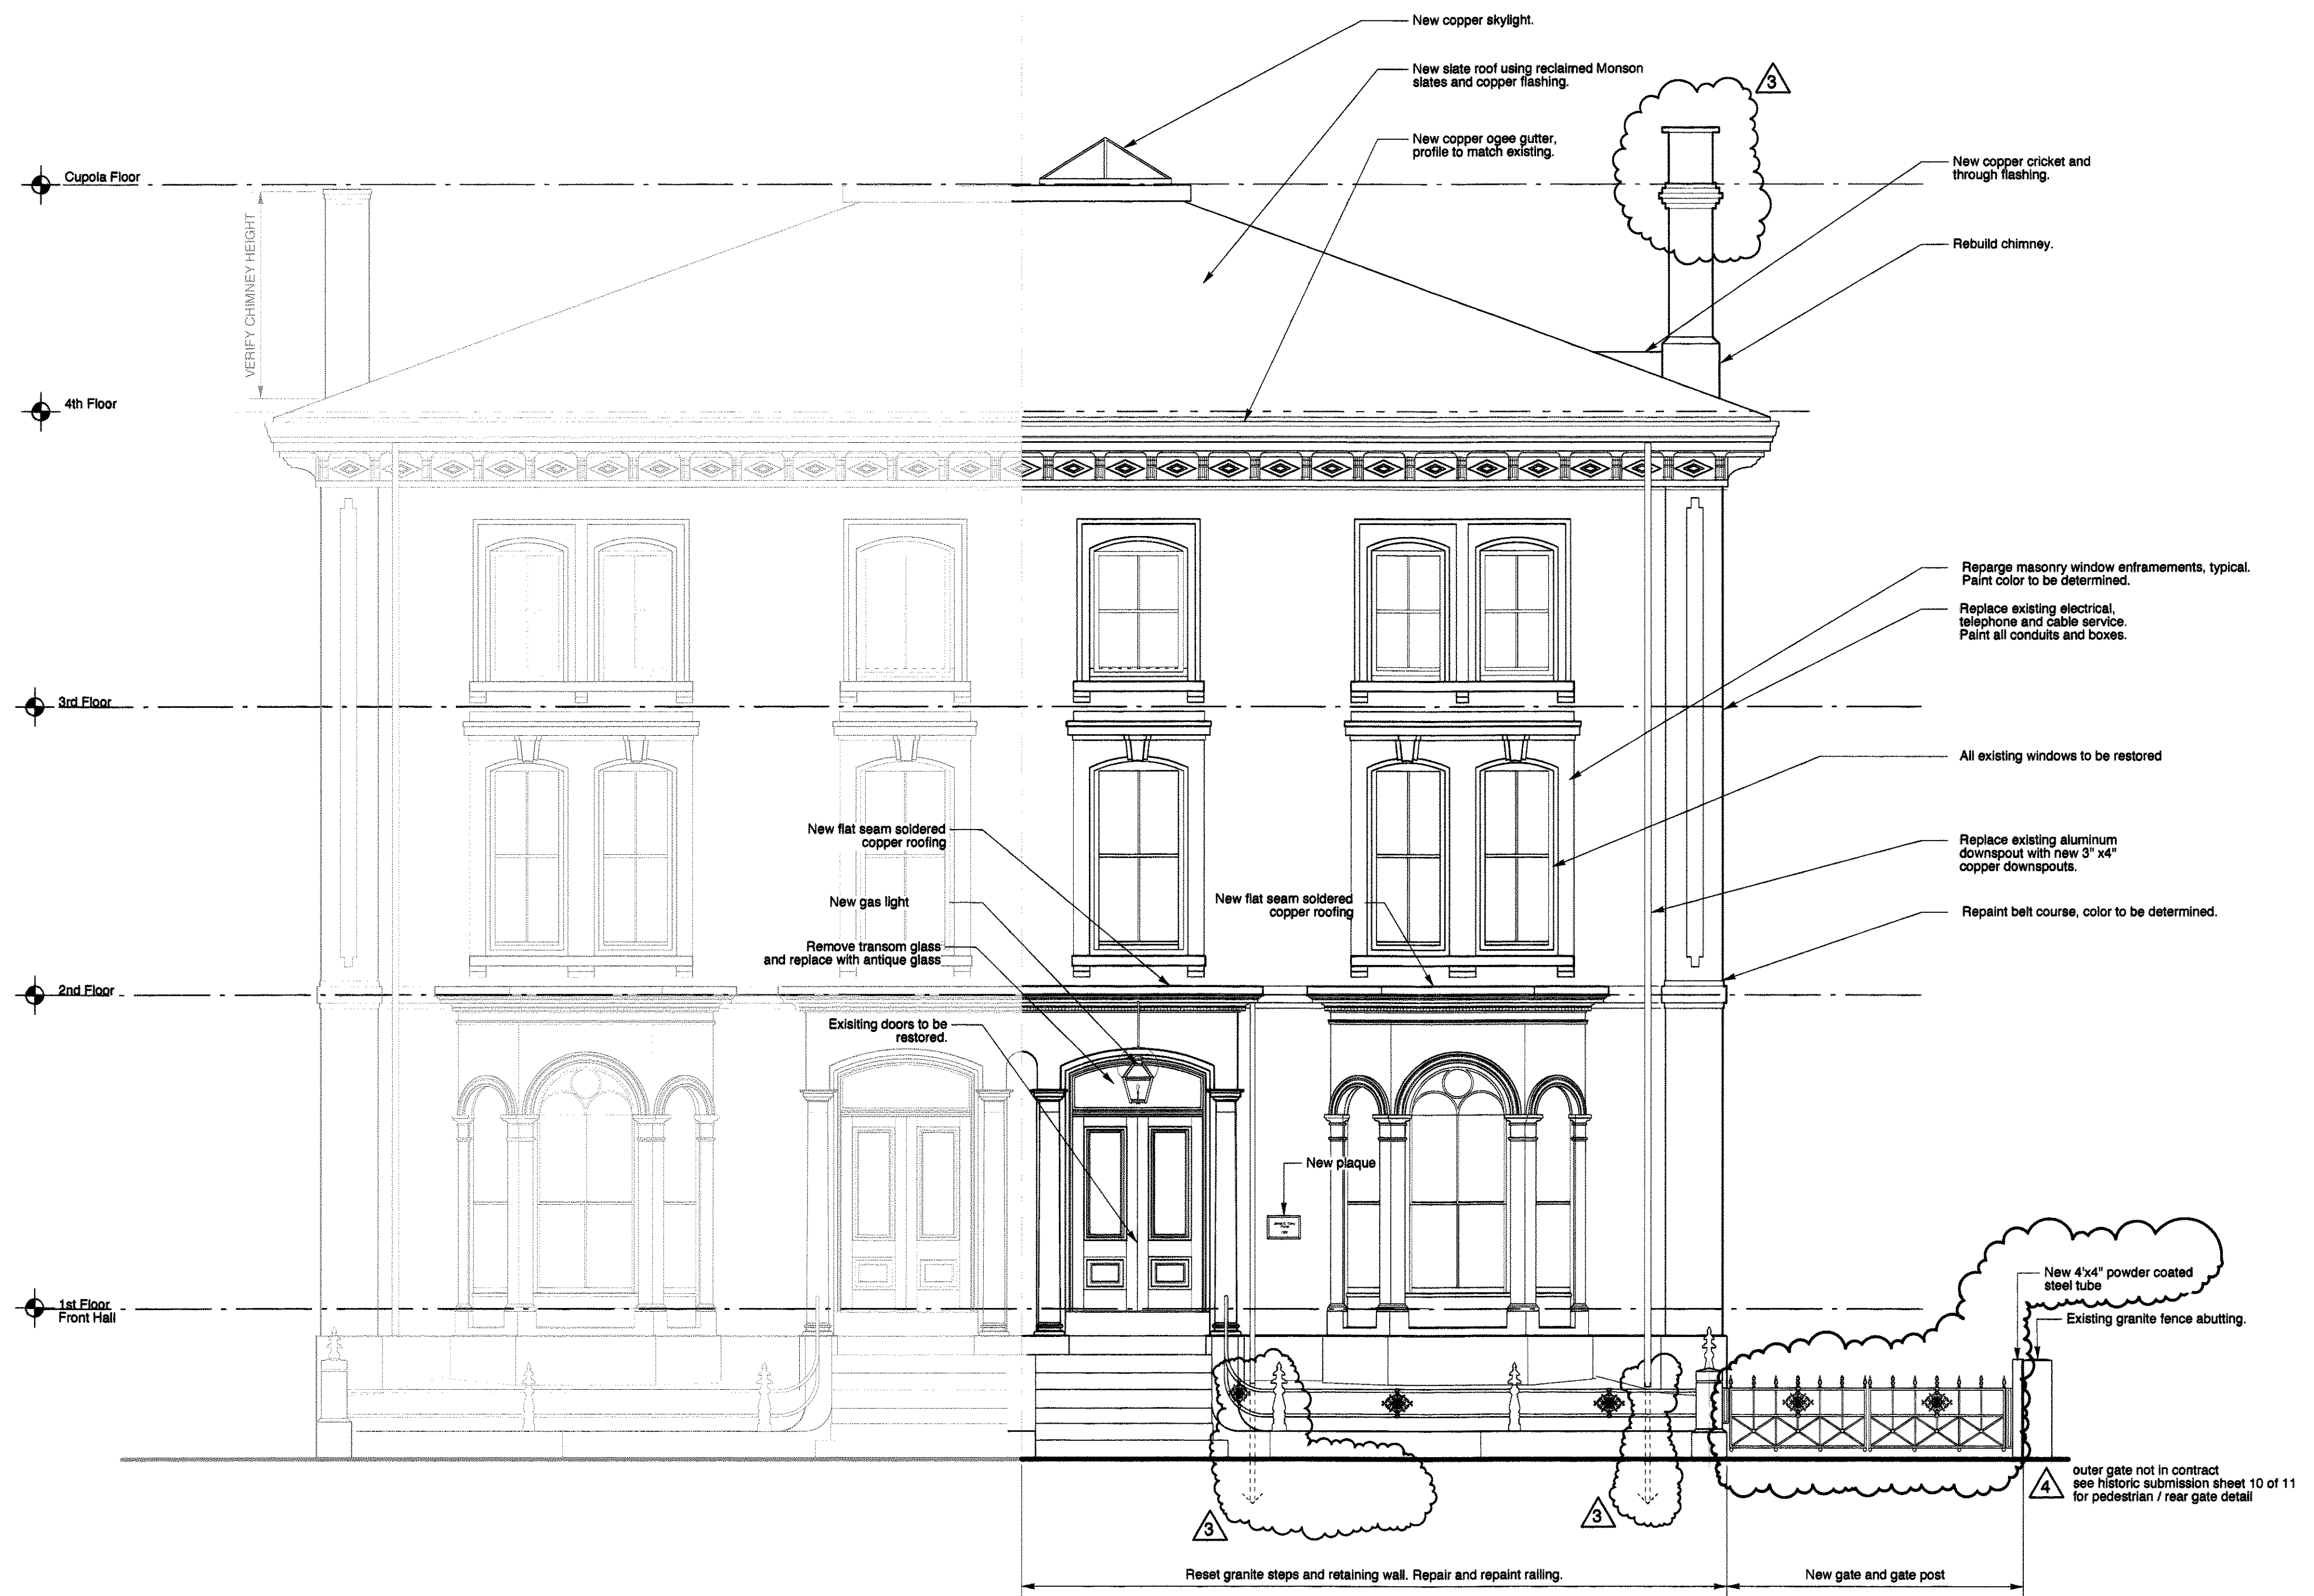 New copper skylight.
New slate roof using reclaimed Monson
slates and copper flashing.
3
New copper ogee gutter,
profile to match existing.
New copper cricket and
through flashing.
Cupola Floor
VERIFY CHIMNEY HEIGHT
Rebuild chimney.
4th Floor
Reparge masonry window enframements, typical.
Paint color to be determined.
Replace existing electrical,
telephone and cable service.
Paint all conduits and boxes.
3rd Floor
All existing windows to be restored
New flat seam soldered
copper roofing
Replace existing aluminum
downspout with new 3" x4"
copper downspouts.
New gas light
New flat seam soldered
copper roofing
Repaint belt course, color to be determined.
Remove transom glass
and replace with antique glass
2nd Floor
Exisiting doors to be
restored.
New plaque
New 4'x4" powder coated
steel tube
1st Floor
Front Hall
Existing granite fence abutting.
4
outer gate not in contract
see historic submission sheet 10 of 11
for pedestrian / rear gate detail
3
3
Reset granite steps and retaining wall. Repair and repaint railing.
New gate and gate post